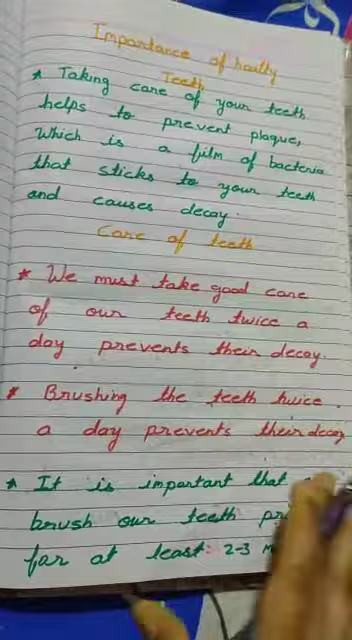 Importance of healty
Teeth
* Taking care of your teeth
helps to prevent plaque,
Which is a film of bacteria
that sticks to your teeth
and causes decay.
Care of teeth
* We must take good care
of our teeth twice a
day prevents their decay.
* Brushing the teeth twice
a day prevents their decay
* It is important that
brush our teeth
for at least 2-3